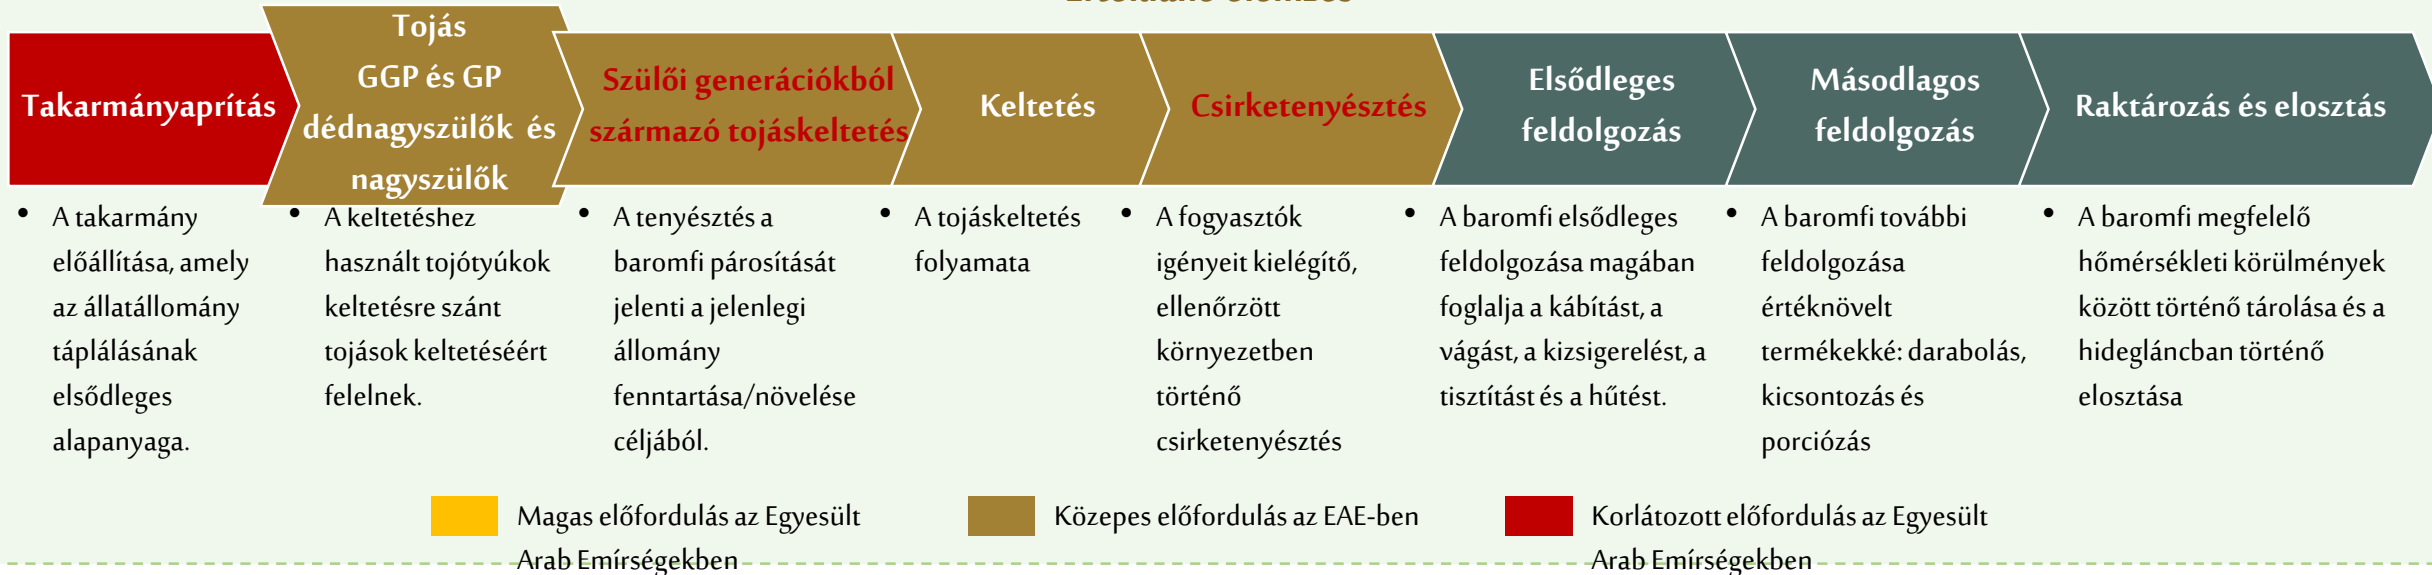 Takarmányaprítás
Tojás
GGP és GP
dédnagyszülők és
nagyszülők
Szülői generációkból
származó tojáskeltetés
Keltetés
Csirketenyésztés
Elsődleges
feldolgozás
Másodlagos
feldolgozás
Raktározás és elosztás
• A takarmány
előállítása, amely
az állatállomány
táplálásának
elsődleges
alapanyaga.
• A keltetéshez
használt tojótyúkok
keltetésre szánt
tojások keltetéséért
felelnek.
• A tenyésztés a
baromfi párosítását
jelenti a jelenlegi
állomány
fenntartása/növelése
céljából.
• A tojáskeltetés
folyamata
• A fogyasztók
igényeit kielégítő,
ellenőrzött
környezetben
történő
csirketenyésztés
• A baromfi elsődleges
feldolgozása magában
foglalja a kábítást, a
vágást, a kizsigerelést, a
tisztítást és a hűtést.
• A baromfi további
feldolgozása
értéknövelt
termékekké: darabolás,
kicsontozás és
porciózás
• A baromfi megfelelő
hőmérsékleti körülmények
között történő tárolása és a
hidegláncban történő
elosztása
Magas előfordulás az Egyesült
Arab Emírségekben
Közepes előfordulás az EAE-ben
Korlátozott előfordulás az Egyesült
Arab Emírségekben